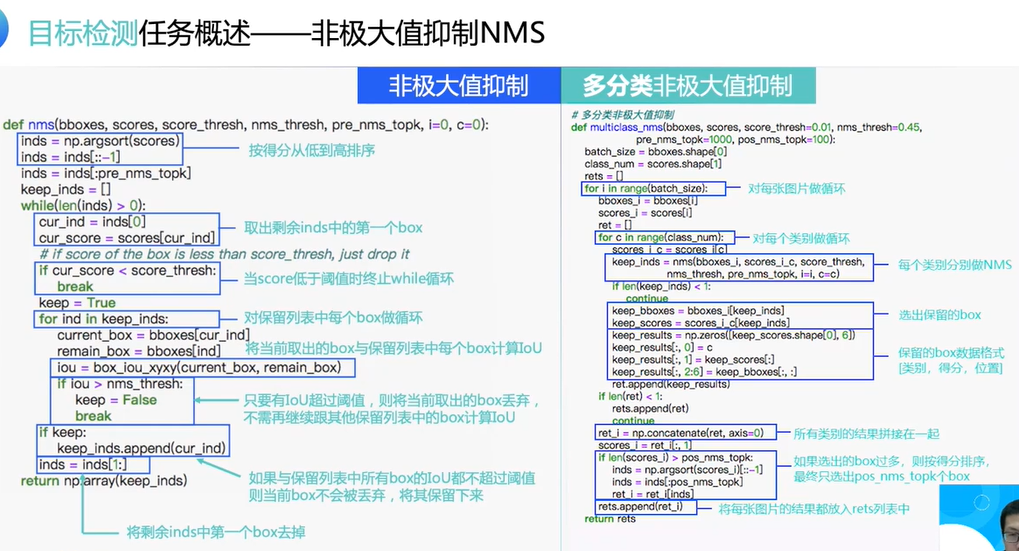 目标检测任务概述——非极大值抑制NMS
非极大值抑制
def nms(bboxes, scores, score_thresh, nms_thresh, pre_nms_topk, i=0, c=0):
inds = np.argsort(scores)
inds = inds[::-1]
按得分从低到高排序
inds = inds[:pre_nms_topk]
keep_inds = []
while(len(inds) > 0):
cur_ind = inds[0]
cur_score = scores[cur_ind]
取出剩余inds中的第一个box
# if score of the box is less than score_thresh, just drop it
if cur_score < score_thresh:
break
当score低于阈值时终止while循环
keep = True
for ind in keep_inds:
对保留列表中每个box做循环
current_box = bboxes[cur_ind]
remain_box = bboxes[ind]
将当前取出的box与保留列表中每个box计算IoU
iou = box_iou_xyxy(current_box, remain_box)
if iou > nms_thresh:
keep = False
break
只要有IoU超过阈值，则将当前取出的box丢弃，
不需再继续跟其他保留列表中的box计算IoU
if keep:
keep_inds.append(cur_ind)
inds = inds[1:]
如果与保留列表中所有box的IoU都不超过阈值
则当前box不会被丢弃，将其保留下来
return np.array(keep_inds)
将剩余inds中第一个box去掉
多分类非极大值抑制
# 多分类非极大值抑制
def multiclass_nms(bboxes, scores, score_thresh=0.01, nms_thresh=0.45,
pre_nms_topk=1000, pos_nms_topk=100):
batch_size = bboxes.shape[0]
class_num = scores.shape[1]
rets = []
for i in range(batch_size):
对每张图片做循环
bboxes_i = bboxes[i]
scores_i = scores[i]
ret = []
for c in range(class_num):
对每个类别做循环
scores_i_c = scores_i[c]
keep_inds = nms(bboxes_i, scores_i_c, score_thresh,
nms_thresh, pre_nms_topk, i=i, c=c)
每个类别分别做NMS
if len(keep_inds) < 1:
continue
keep_bboxes = bboxes_i[keep_inds]
keep_scores = scores_i_c[keep_inds]
选出保留的box
keep_results = np.zeros([keep_scores.shape[0], 6])
keep_results[:, 0] = c
keep_results[:, 1] = keep_scores[:]
keep_results[:, 2:6] = keep_bboxes[:, :]
保留的box数据格式
[类别，得分，位置]
ret.append(keep_results)
if len(ret) < 1:
rets.append(ret)
continue
ret_i = np.concatenate(ret, axis=0)
所有类别的结果拼接在一起
scores_i = ret_i[:, 1]
if len(scores_i) > pos_nms_topk:
inds = np.argsort(scores_i)[::-1]
inds = inds[:pos_nms_topk]
ret_i = ret_i[inds]
如果选出的box过多，则按得分排序，
最终只选出pos_nms_topk个box
rets.append(ret_i)
将每张图片的结果都放入rets列表中
return rets